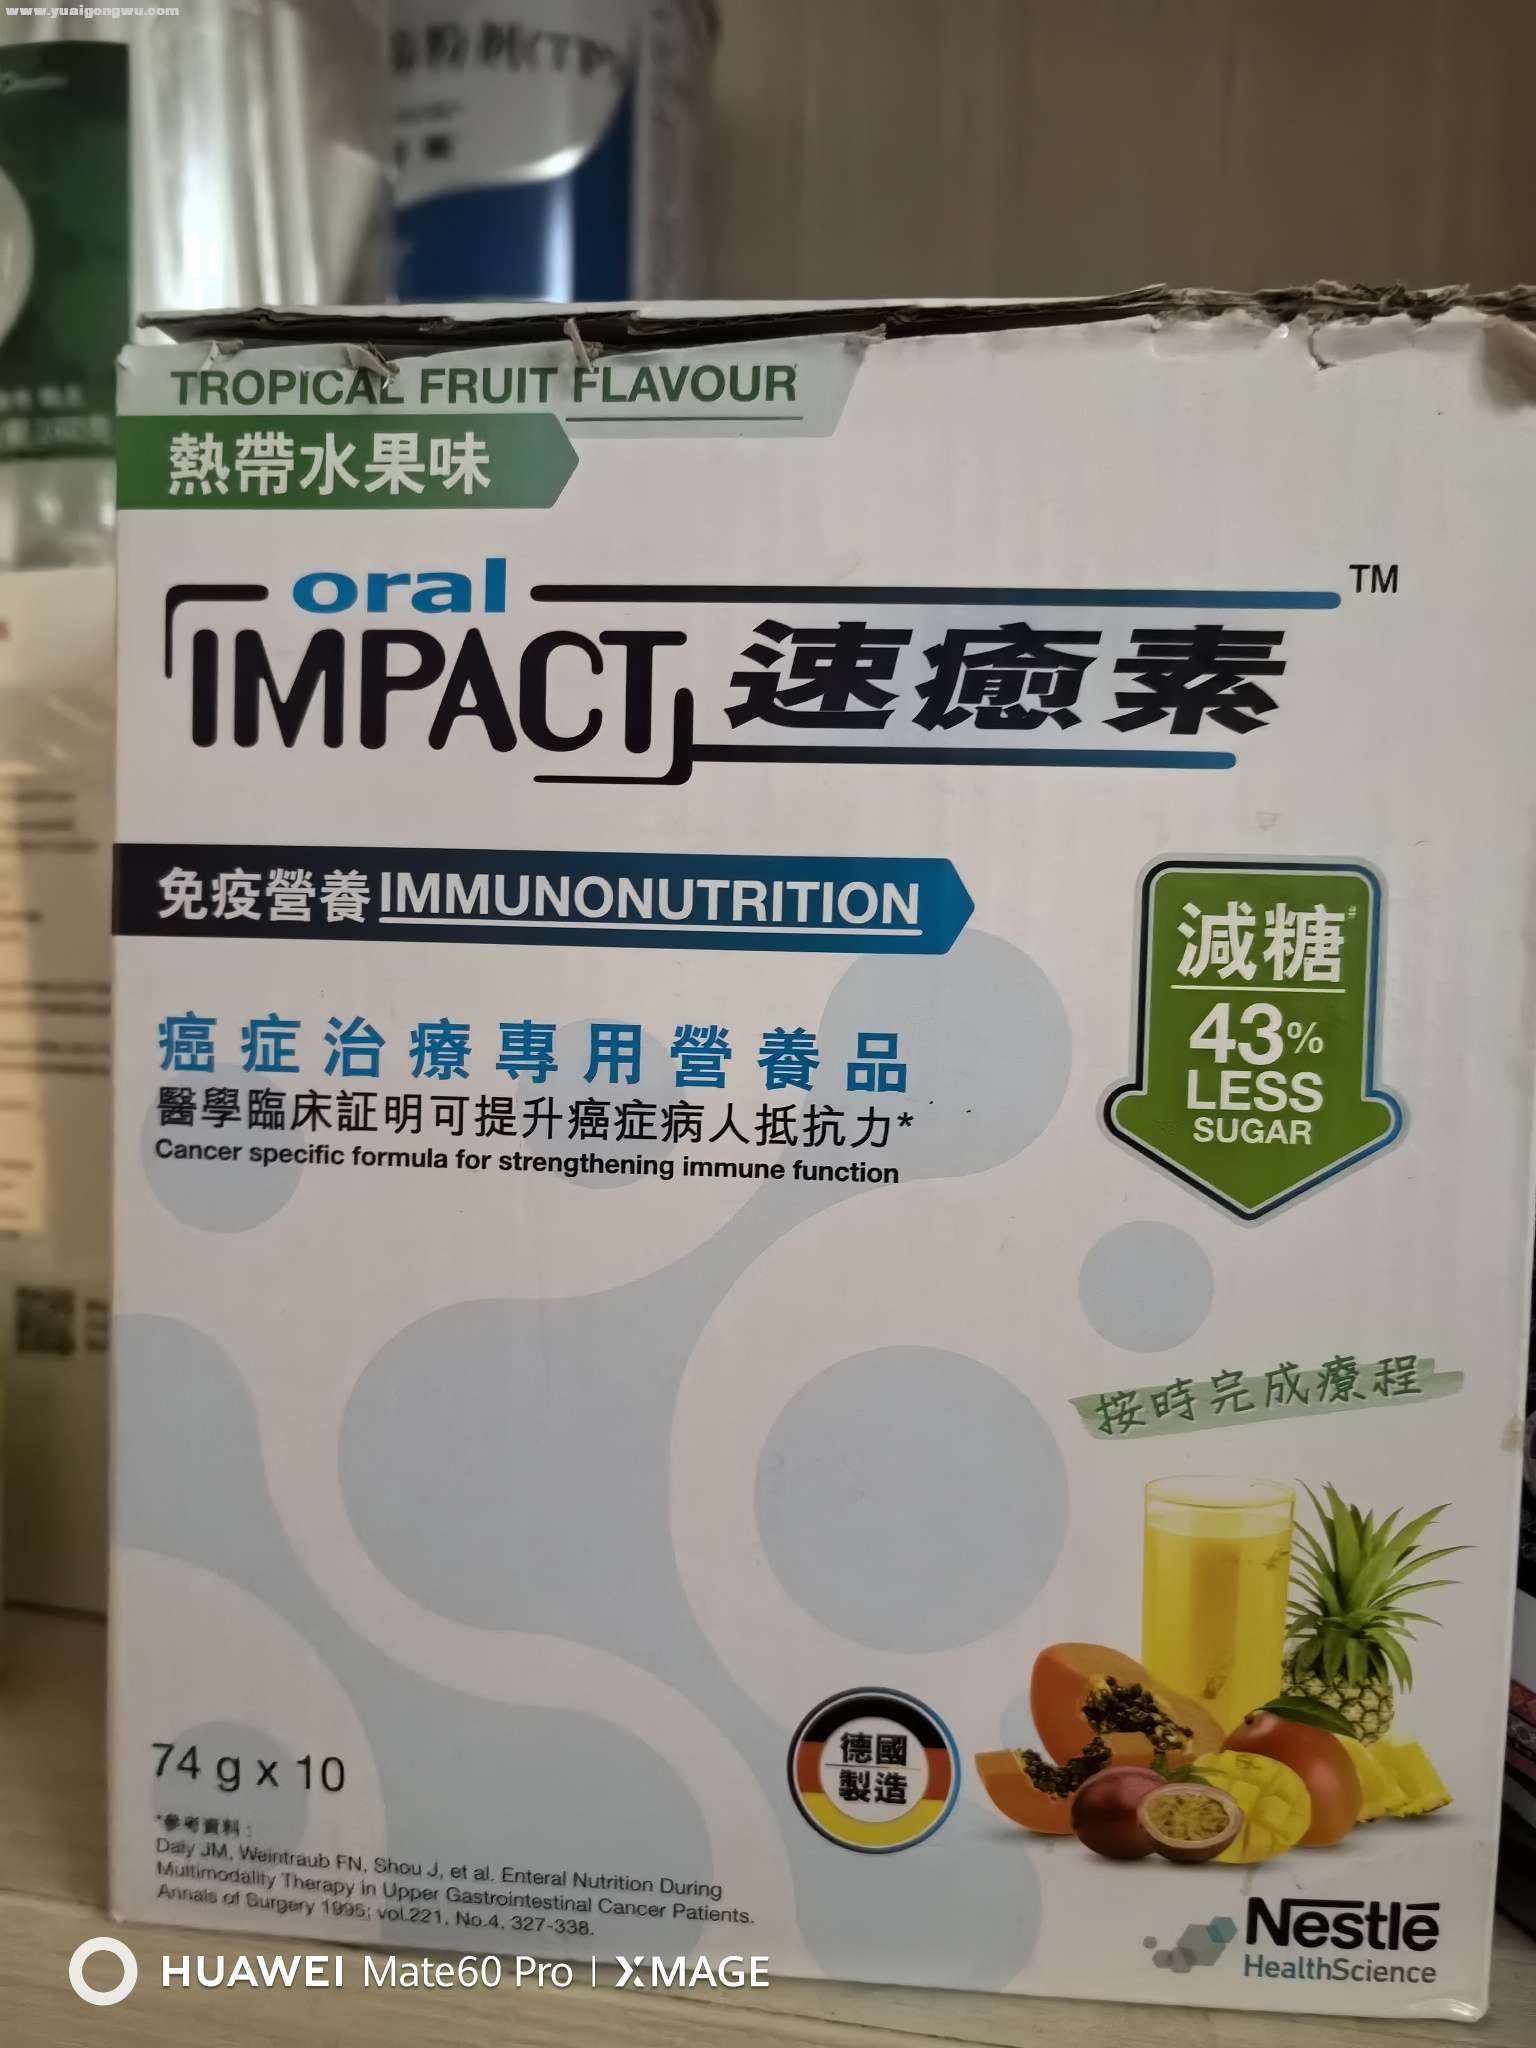 www.yuaigongwu.com
TROPICAL FRUIT FLAVOUR
熱帶水果味
oral
IMPACT 速癒素 TM
免疫營養 IMMUNONUTRITION
癌症治療專用營養品
醫學臨床証明可提升癌症病人抵抗力*
Cancer specific formula for strengthening immune function
減糖#
43%
LESS
SUGAR
按時完成療程
德國
製造
74 g x 10
*參考資料:
Daly JM, Weintraub FN, Shou J, et al. Enteral Nutrition During
Multimodality Therapy in Upper Gastrointestinal Cancer Patients.
Annals of Surgery 1995; vol.221, No.4, 327-338.
Nestlé
HealthScience
HUAWEI Mate60 Pro | XMAGE